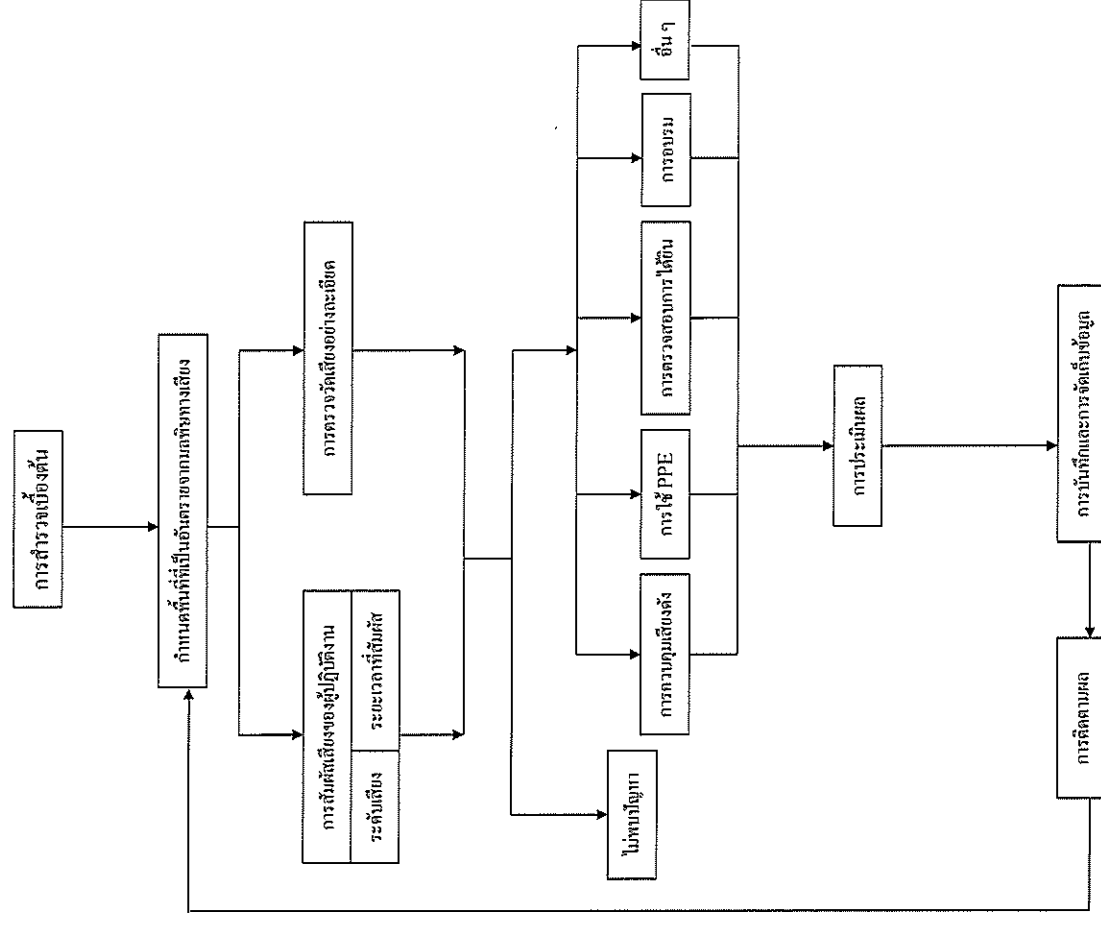 การสำรวจเบื้องต้น
กำหนดพื้นที่ที่เป็นอันตรายจากมลพิษทางเสียง
การสัมผัสเสียงของผู้ปฏิบัติงาน
ระดับเสียง
ระยะเวลาที่สัมผัส
การตรวจวัดเสียงอย่างละเอียด
ไม่พบปัญหา
การควบคุมเสียงดัง
การใช้ PPE
การตรวจสอบการได้ยิน
การอบรม
อื่น ๆ
การประเมินผล
การบันทึกและการจัดเก็บข้อมูล
การติดตามผล